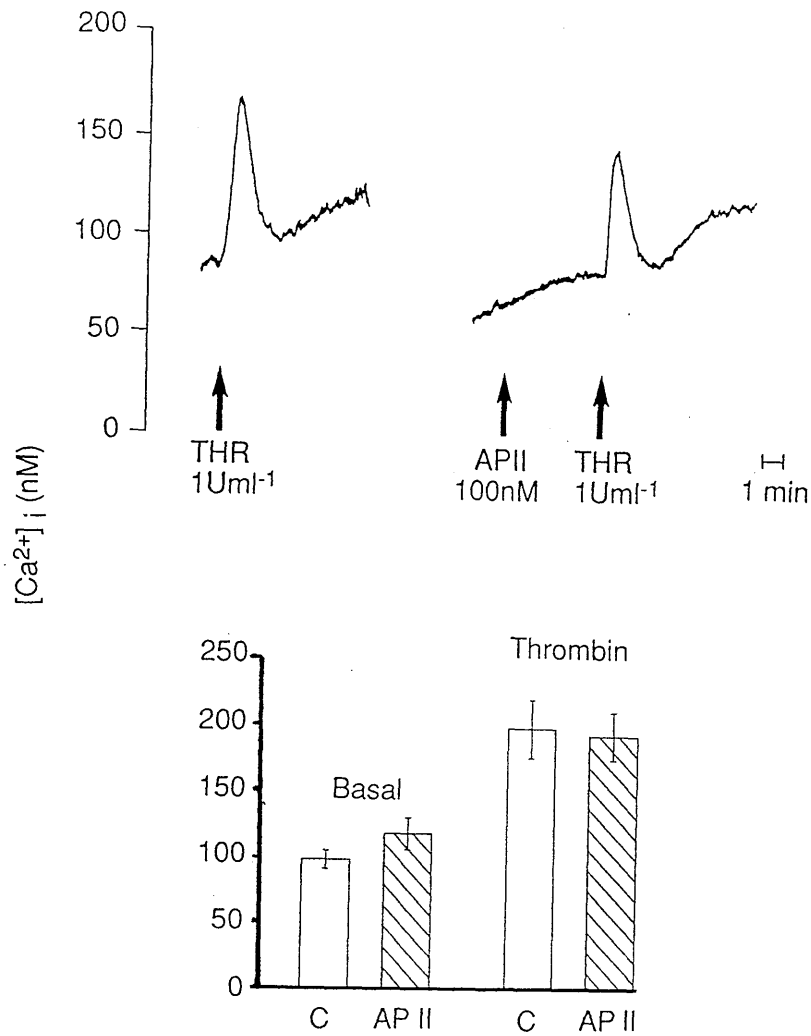 200
150
100
50
0
THR
1Uml-1
APII
100nM
THR
1Uml-1
1 min
[Ca2+] i (nM)
250
200
150
100
50
0
Basal
Thrombin
C
AP II
C
AP II